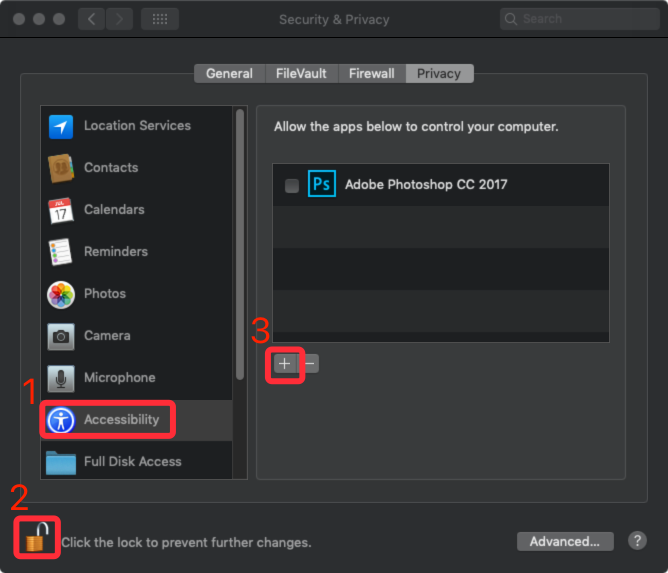 Security & Privacy
Search
General
FileVault
Firewall
Privacy
Location Services
Contacts
JUL
17
Calendars
Reminders
Photos
Camera
Microphone
1
Accessibility
Full Disk Access
Allow the apps below to control your computer.
Ps
Adobe Photoshop CC 2017
3
+
−
2
Click the lock to prevent further changes.
Advanced...
?